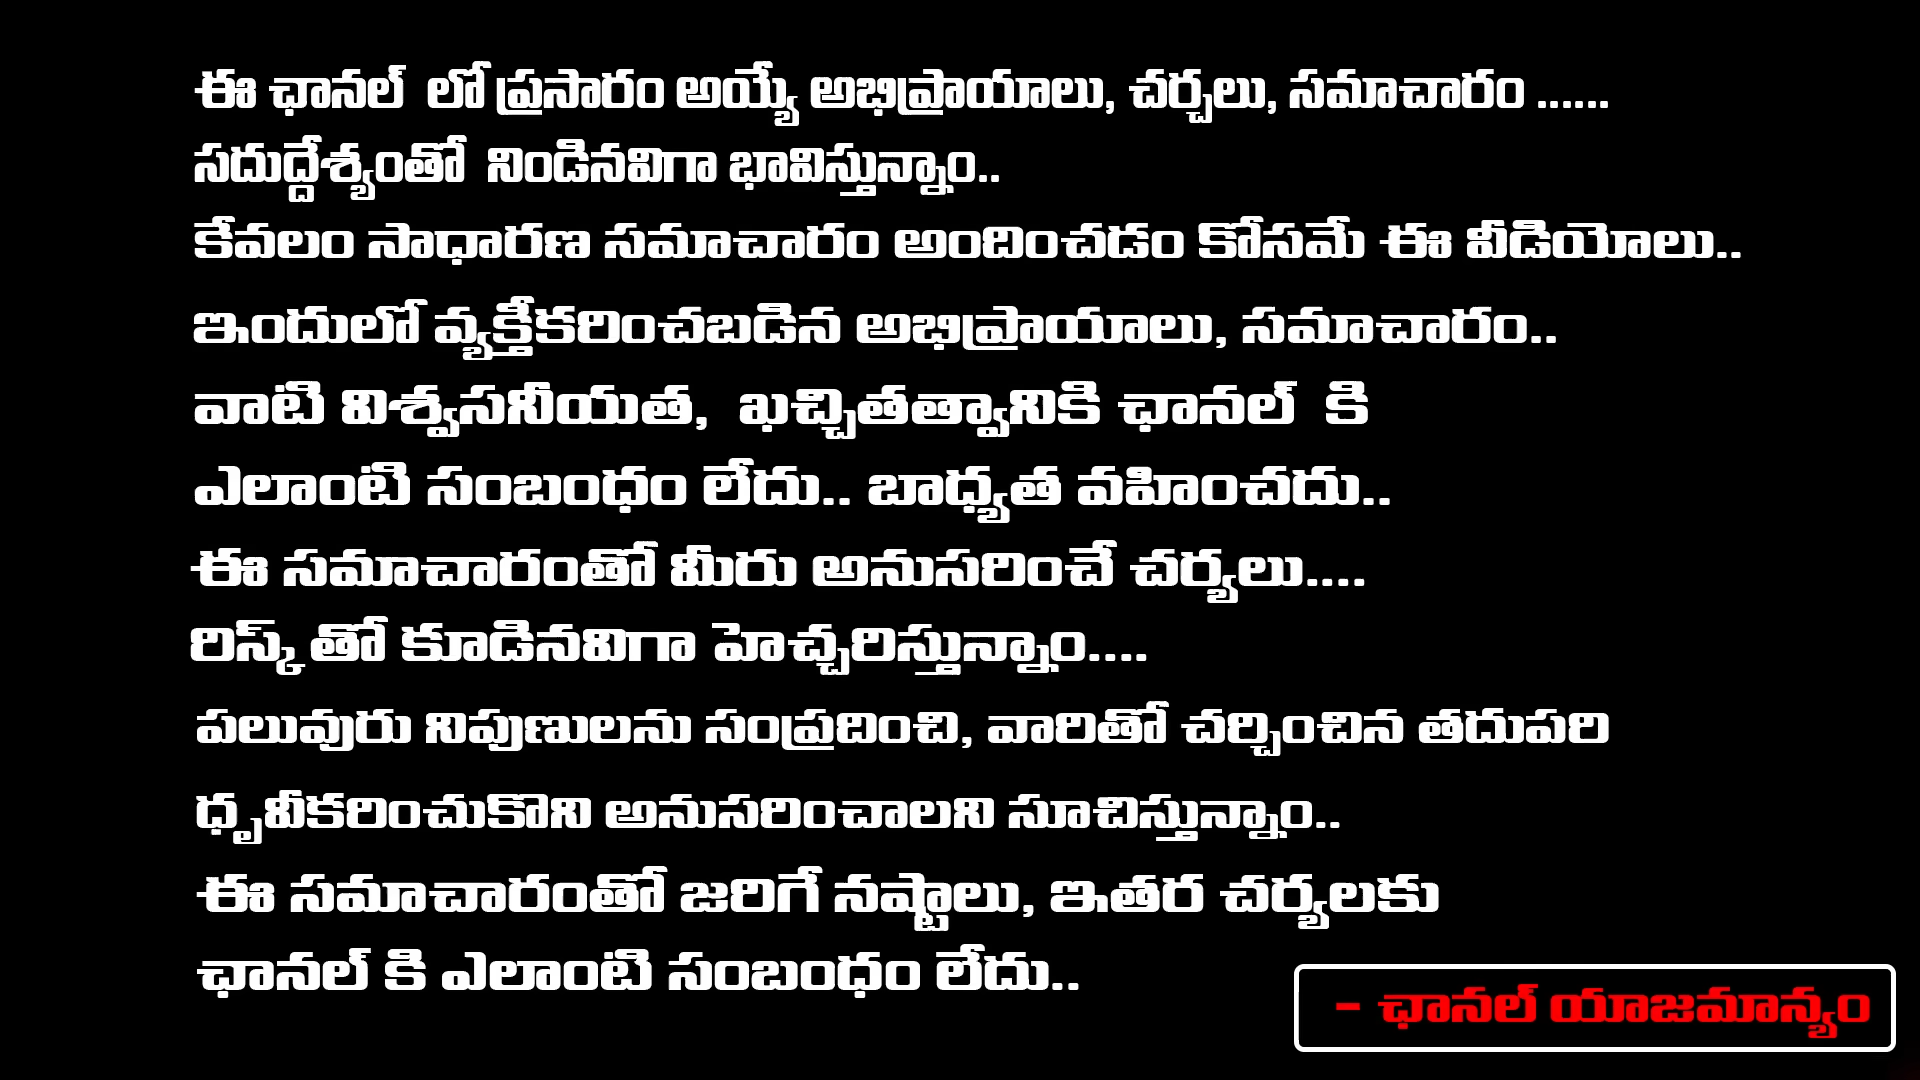 ఈ ఛానల్ లో ప్రసారం అయ్యే అభిప్రాయాలు, చర్చలు, సమాచారం ......
సదుద్దేశ్యంతో నిండినవిగా భావిస్తున్నాం..
కేవలం సాధారణ సమాచారం అందించడం కోసమే ఈ వీడియోలు..
ఇందులో వ్యక్తీకరించబడిన అభిప్రాయాలు, సమాచారం..
వాటి విశ్వసనీయత, ఖచ్చితత్వానికి ఛానల్ కి
ఎలాంటి సంబంధం లేదు.. బాధ్యత వహించదు..
ఈ సమాచారంతో మీరు అనుసరించే చర్యలు....
రిస్క్ తో కూడినవిగా హెచ్చరిస్తున్నాం....
పలువురు నిపుణులను సంప్రదించి, వారితో చర్చించిన తదుపరి
ధృవీకరించుకొని అనుసరించాలని సూచిస్తున్నాం..
ఈ సమాచారంతో జరిగే నష్టాలు, ఇతర చర్యలకు
ఛానల్ కి ఎలాంటి సంబంధం లేదు..
- ఛానల్ యాజమాన్యం